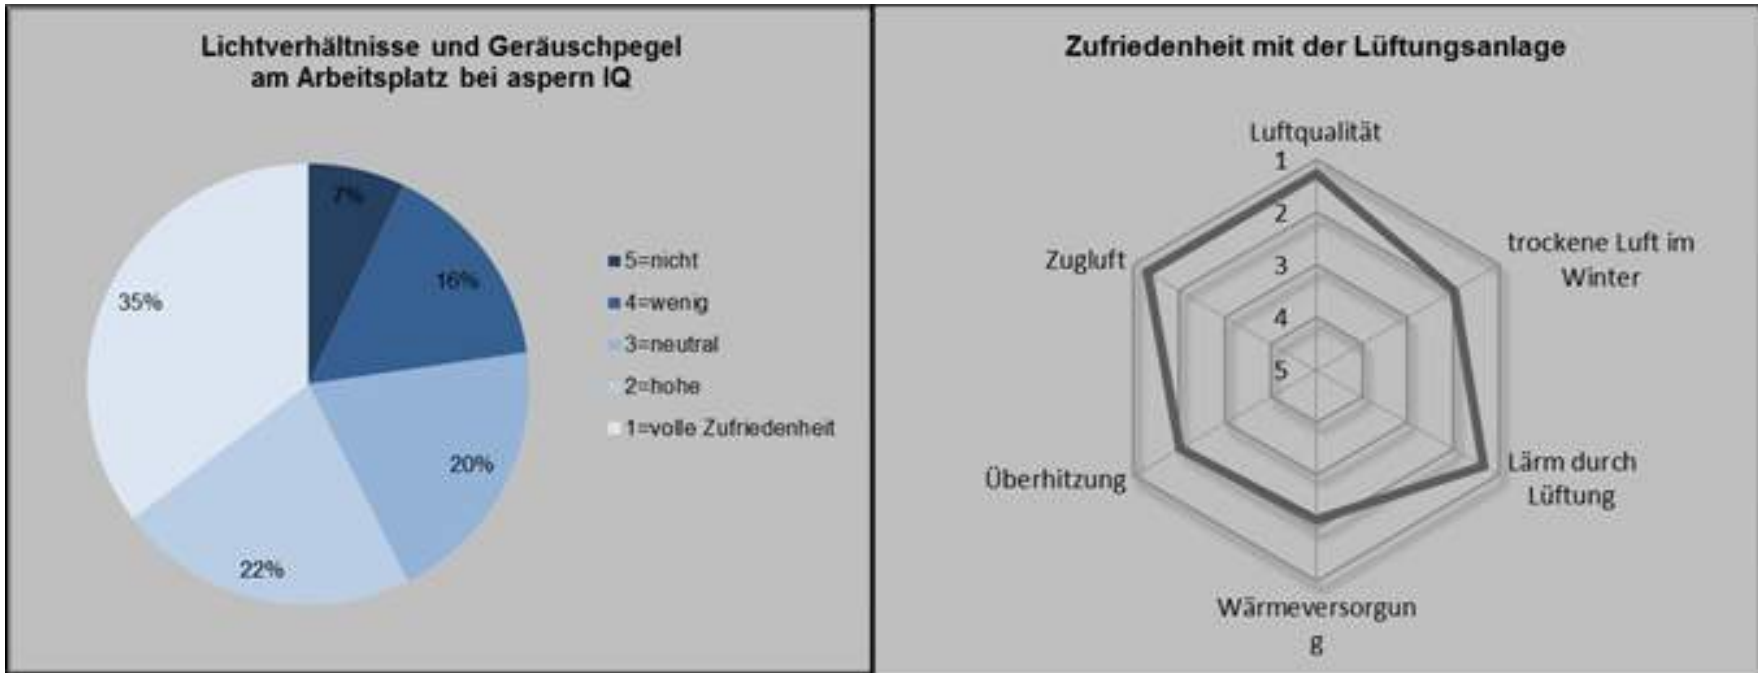 Lichtverhältnisse und Geräuschpegel
am Arbeitsplatz bei aspern IQ
7%
16%
20%
22%
35%
5=nicht
4=wenig
3=neutral
2=hohe
1=volle Zufriedenheit
Zufriedenheit mit der Lüftungsanlage
Luftqualität
trockene Luft im
Winter
Lärm durch
Lüftung
Wärmeversorgun
g
Überhitzung
Zugluft
1
2
3
4
5